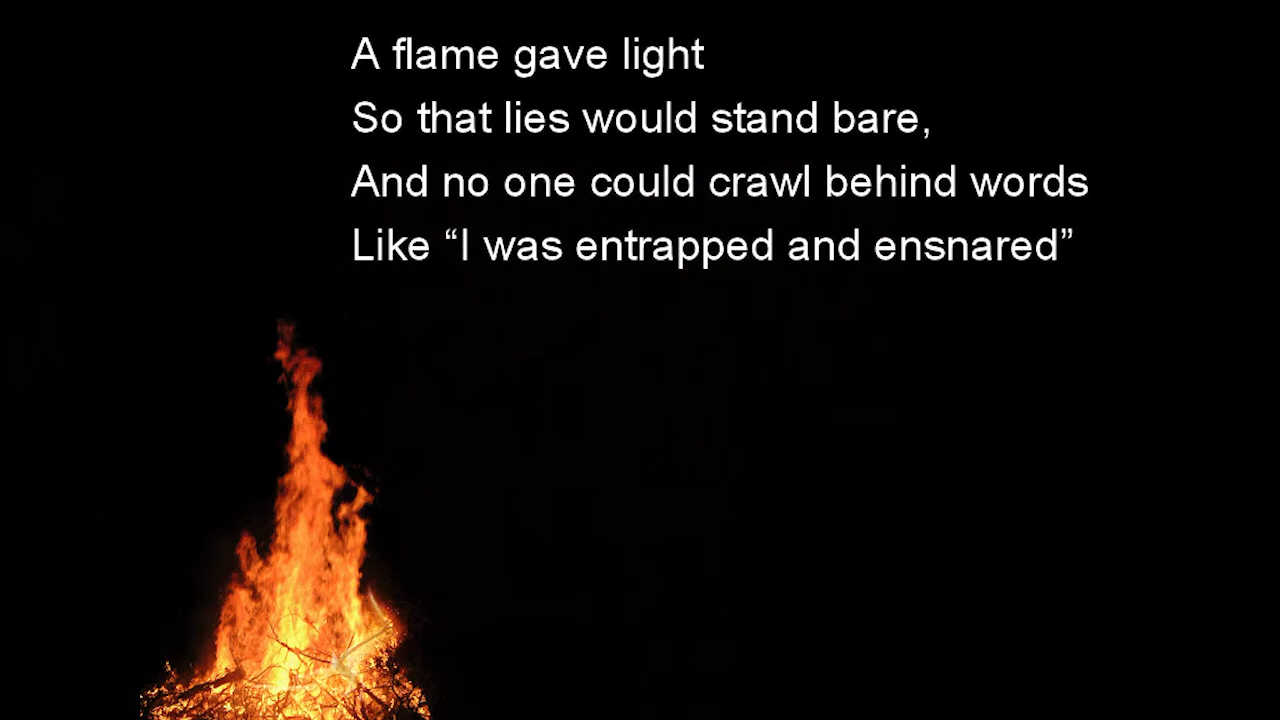 A flame gave light
So that lies would stand bare,
And no one could crawl behind words
Like “I was entrapped and ensnared”